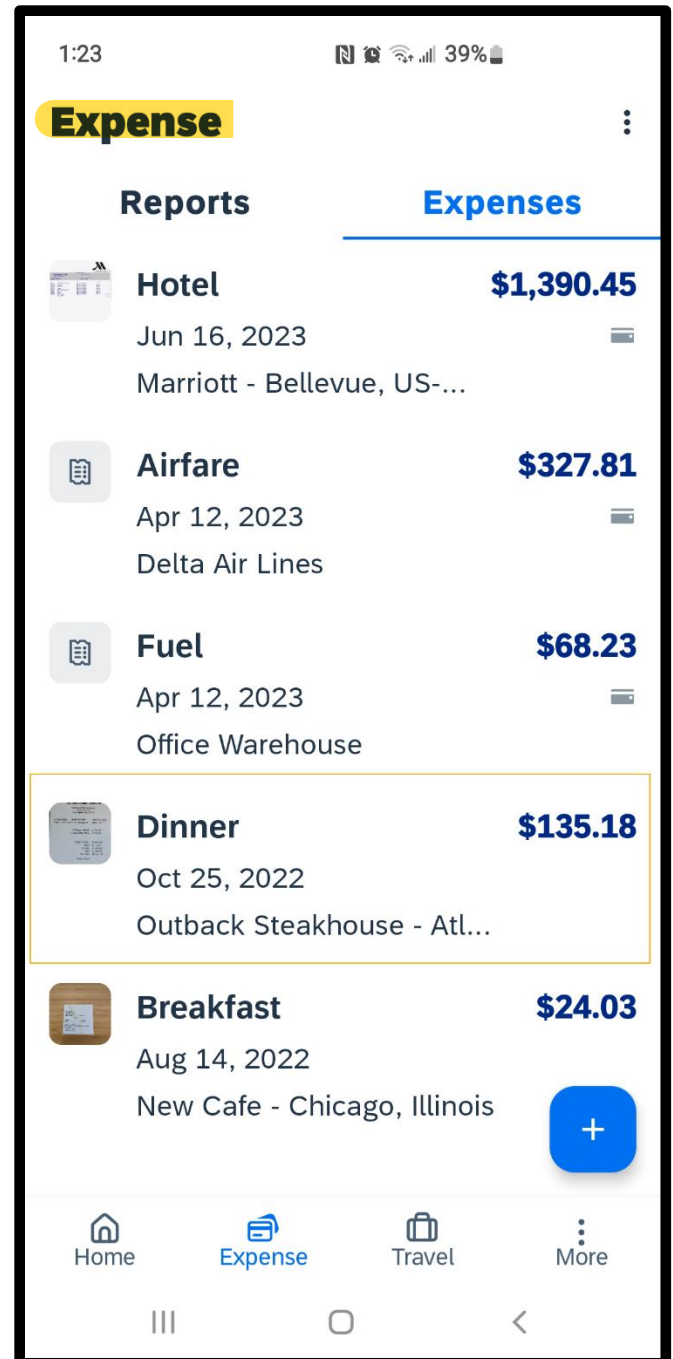 1:23 39%
Expense
Reports Expenses
Hotel $1,390.45
Jun 16, 2023
Marriott - Bellevue, US-...
Airfare $327.81
Apr 12, 2023
Delta Air Lines
Fuel $68.23
Apr 12, 2023
Office Warehouse
Dinner $135.18
Oct 25, 2022
Outback Steakhouse - Atl...
Breakfast $24.03
Aug 14, 2022
New Cafe - Chicago, Illinois
+
Home Expense Travel More